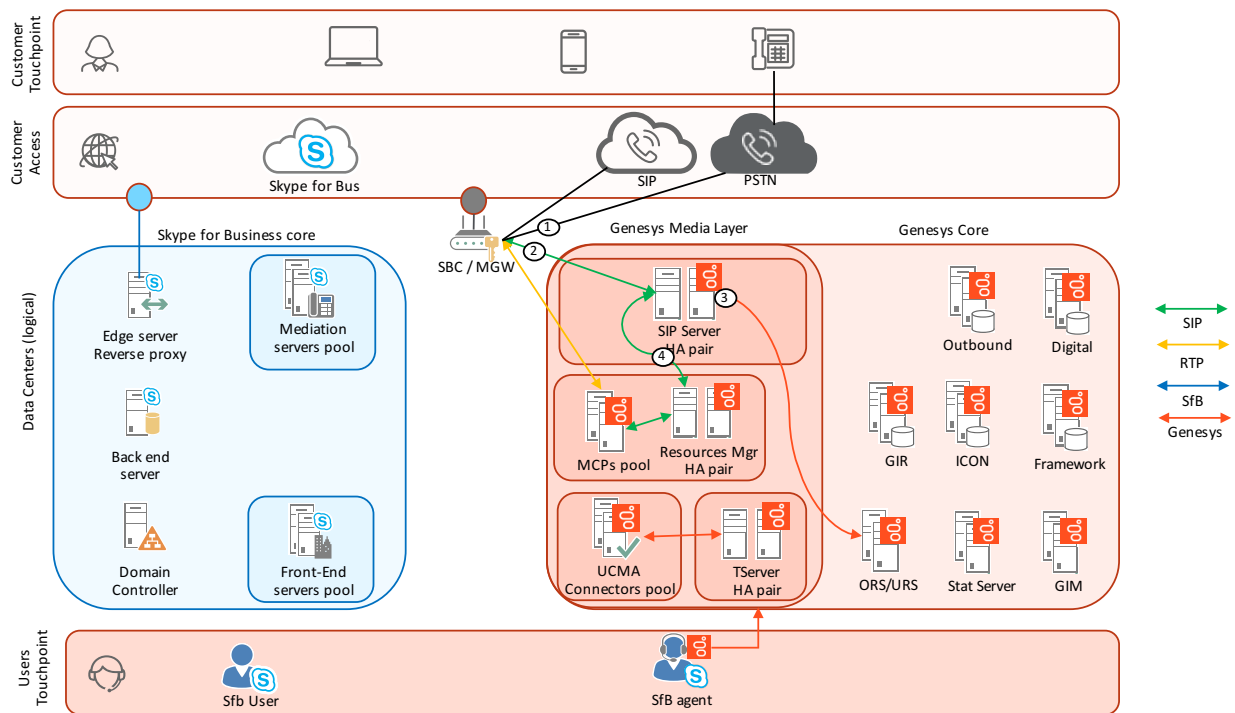 Customer
Touchpoint
Customer
Access
Skype for Bus
SIP
PSTN
1
2
SBC / MGW
Skype for Business core
Genesys Media Layer
Genesys Core
Edge server
Reverse proxy
Mediation
servers pool
3
SIP Server
HA pair
4
Outbound
Digital
SIP
RTP
SfB
Genesys
Data Centers (logical)
Back end
server
MCPs pool
Resources Mgr
HA pair
GIR
ICON
Framework
Domain
Controller
Front-End
servers pool
UCMA
Connectors pool
TServer
HA pair
ORS/URS
Stat Server
GIM
Users
Touchpoint
Sfb User
SfB agent